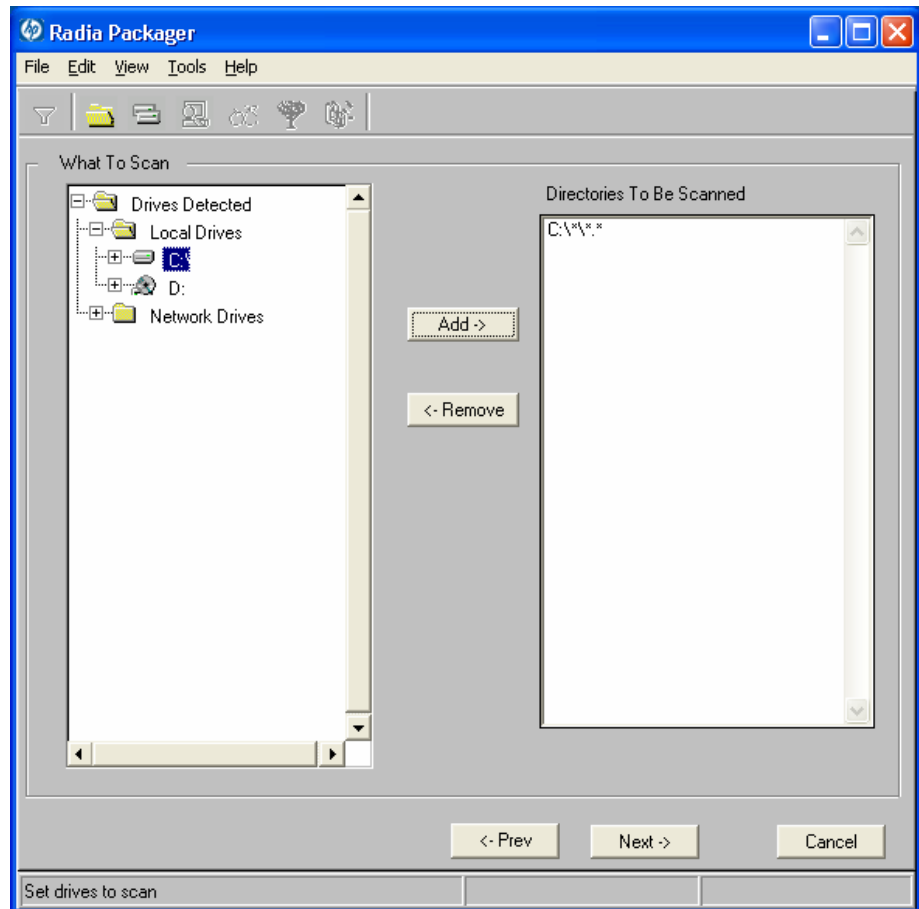 hp Radia Packager
File Edit View Tools Help
What To Scan
Drives Detected
Local Drives
C:\
D:
Network Drives
Add ->
<- Remove
Directories To Be Scanned
C:\*\*.*
<- Prev Next -> Cancel
Set drives to scan